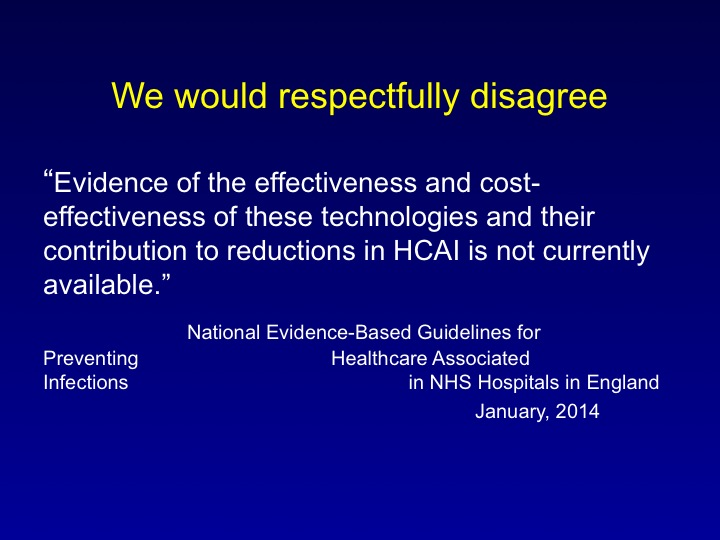 We would respectfully disagree
“Evidence of the effectiveness and cost-
effectiveness of these technologies and their
contribution to reductions in HCAI is not currently
available.”
National Evidence-Based Guidelines for
Preventing Healthcare Associated
Infections in NHS Hospitals in England
January, 2014